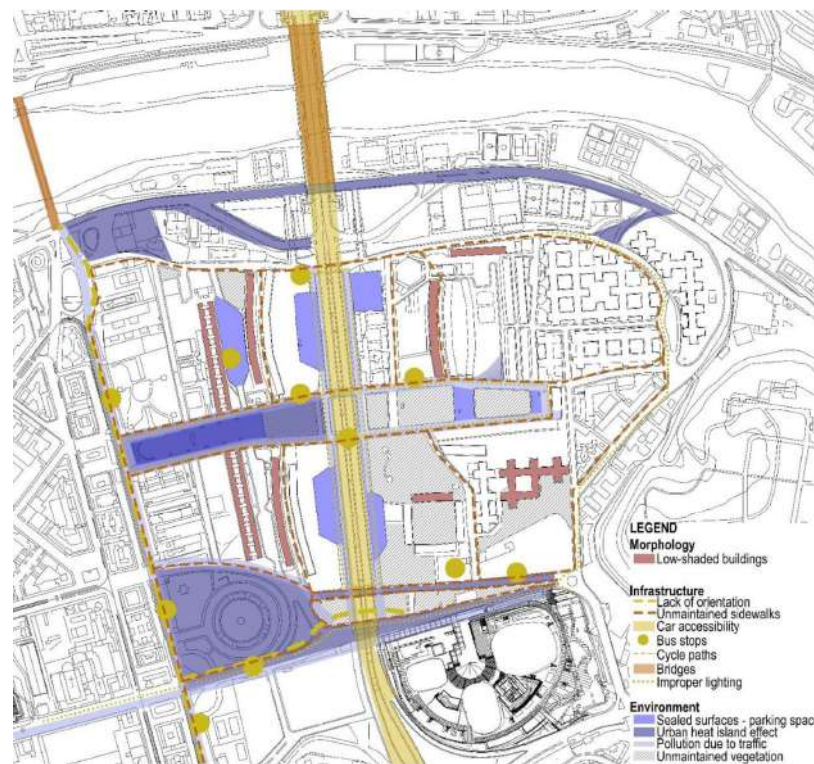 LEGEND
Morphology
Low-shaded buildings
Infrastructure
Lack of orientation
Unmaintained sidewalks
Car accessibility
Bus stops
Cycle paths
Bridges
Improper lighting
Environment
Sealed surfaces - parking spac
Urban heat island effect
Pollution due to traffic
Unmaintained vegetation